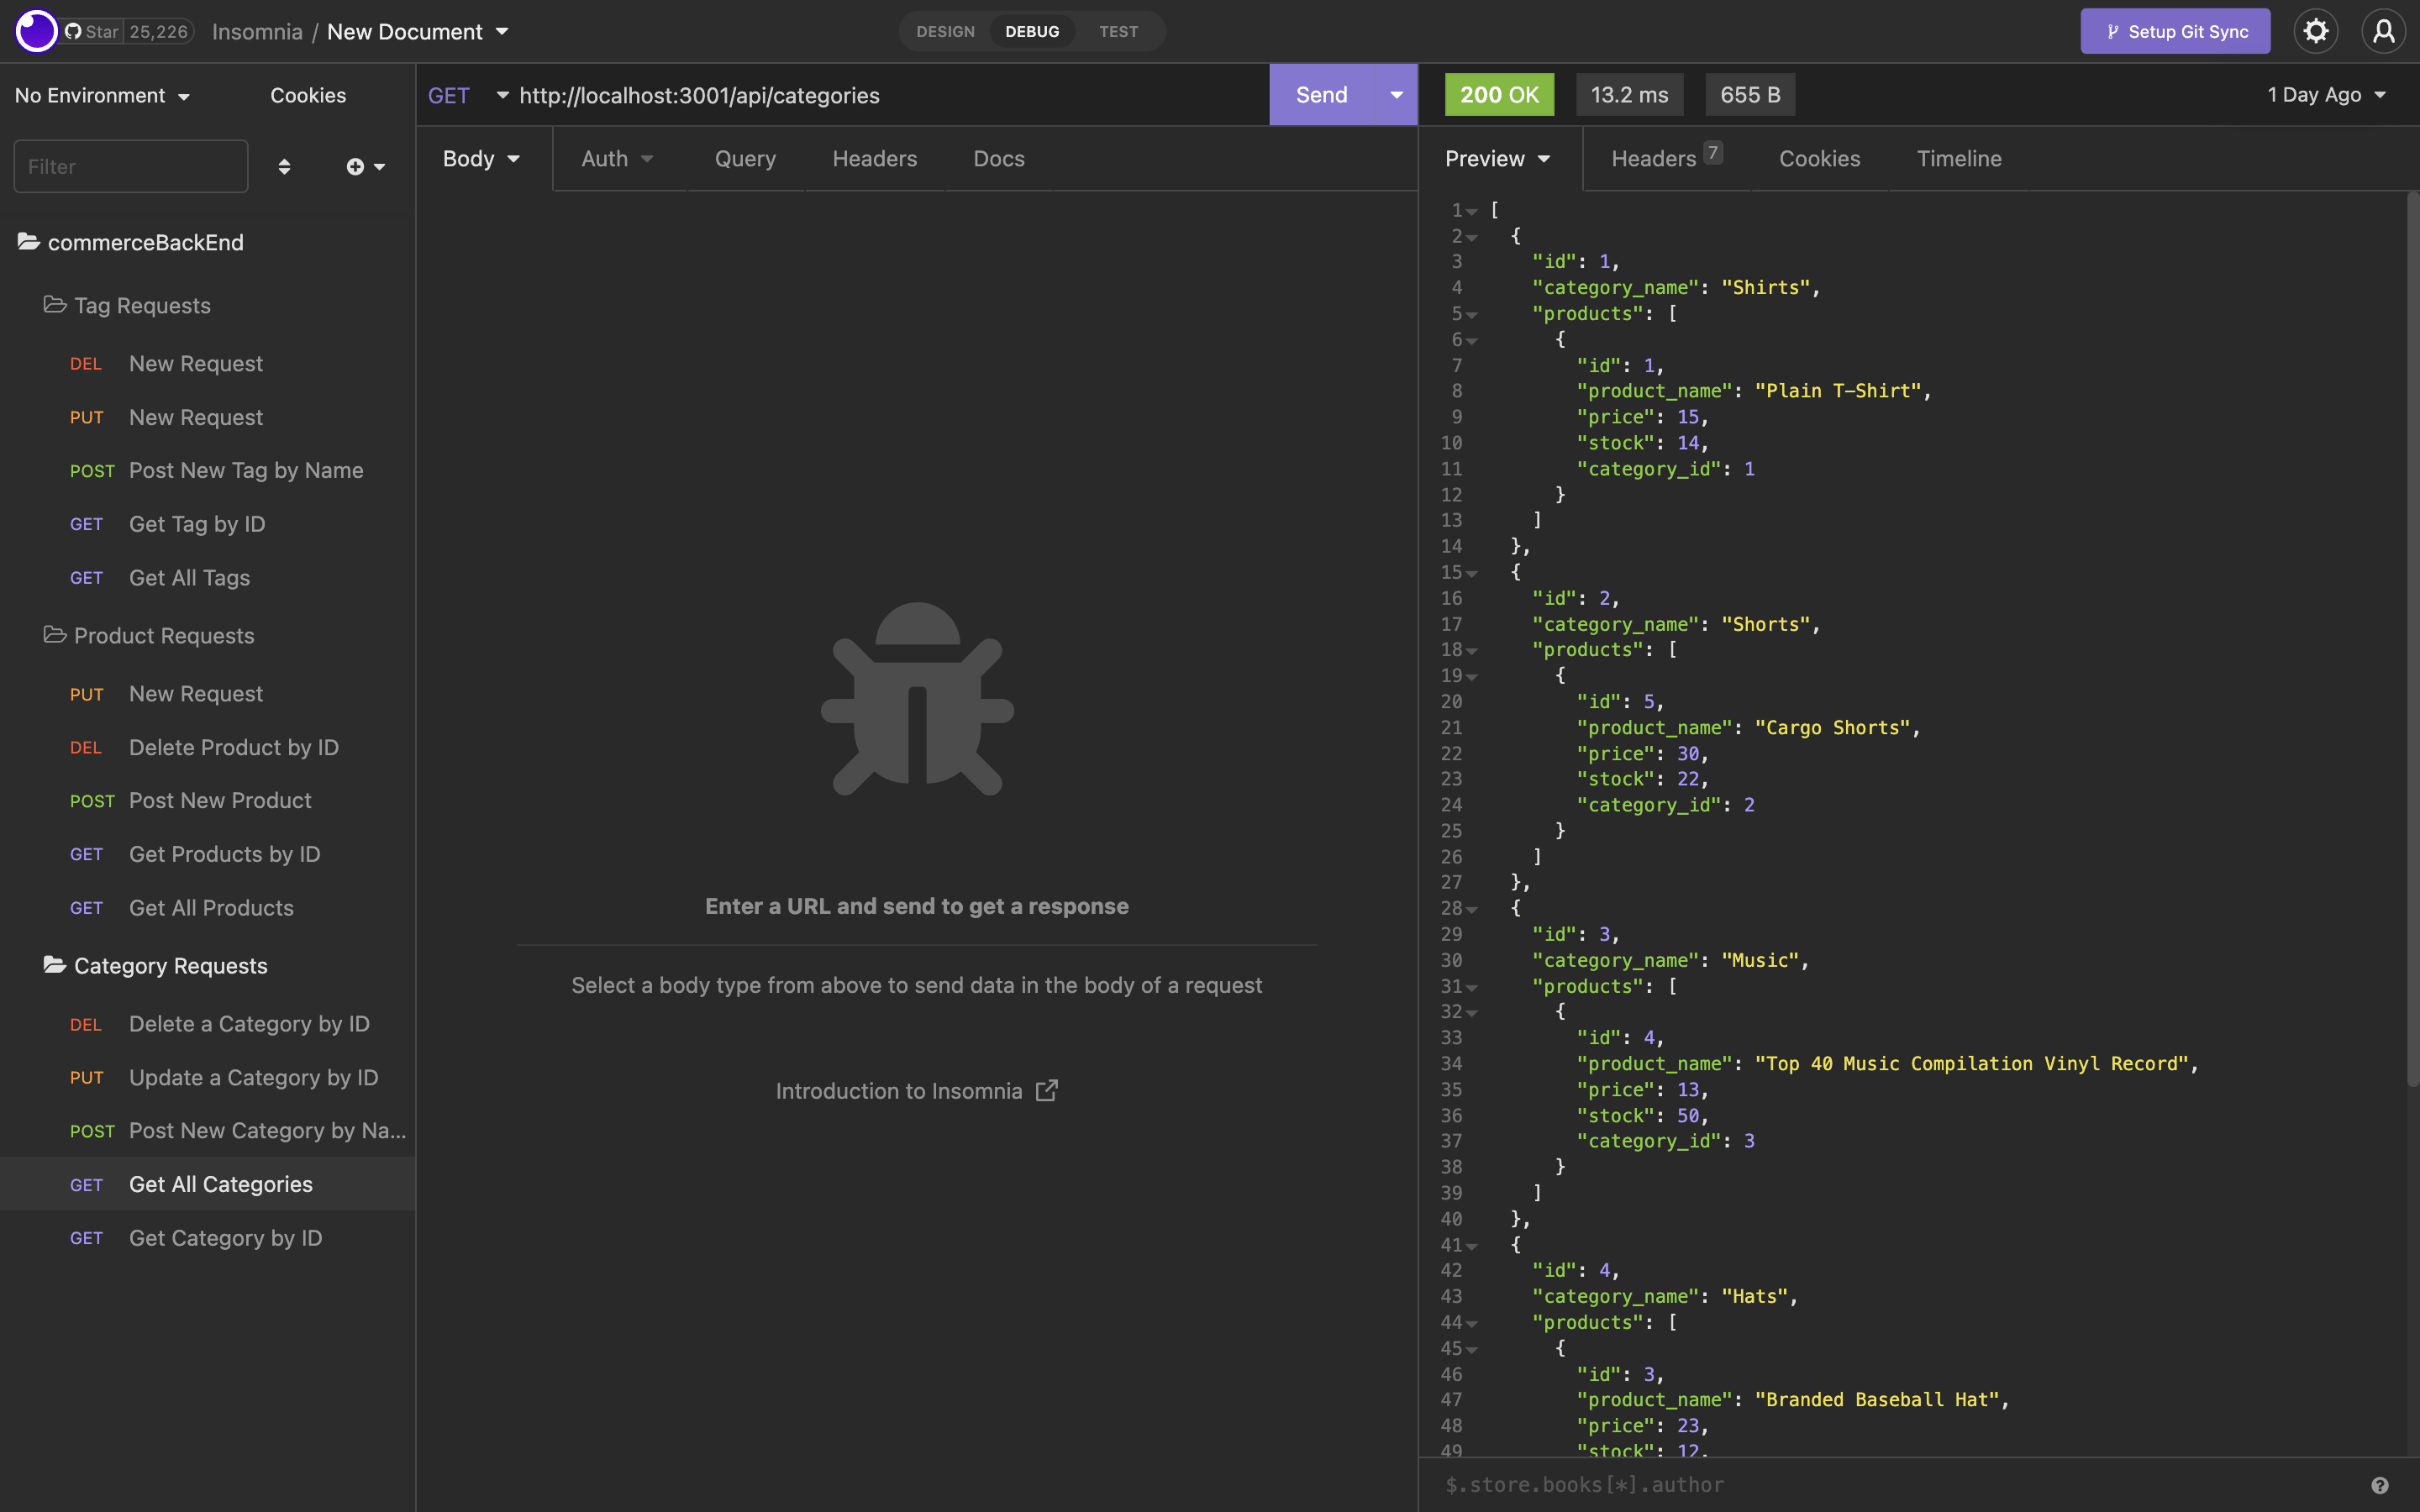 Star 25,226 Insomnia / New Document
DESIGN DEBUG TEST
Setup Git Sync
No Environment Cookies
Filter
commerceBackEnd
Tag Requests
DEL New Request
PUT New Request
POST Post New Tag by Name
GET Get Tag by ID
GET Get All Tags
Product Requests
PUT New Request
DEL Delete Product by ID
POST Post New Product
GET Get Products by ID
GET Get All Products
Category Requests
DEL Delete a Category by ID
PUT Update a Category by ID
POST Post New Category by Na...
GET Get All Categories
GET Get Category by ID
GET http://localhost:3001/api/categories Send
Body Auth Query Headers Docs
Enter a URL and send to get a response
Select a body type from above to send data in the body of a request
Introduction to Insomnia
200 OK 13.2 ms 655 B 1 Day Ago
Preview Headers 7 Cookies Timeline
1 [
2 {
3 "id": 1,
4 "category_name": "Shirts",
5 "products": [
6 {
7 "id": 1,
8 "product_name": "Plain T-Shirt",
9 "price": 15,
10 "stock": 14,
11 "category_id": 1
12 }
13 ]
14 },
15 {
16 "id": 2,
17 "category_name": "Shorts",
18 "products": [
19 {
20 "id": 5,
21 "product_name": "Cargo Shorts",
22 "price": 30,
23 "stock": 22,
24 "category_id": 2
25 }
26 ]
27 },
28 {
29 "id": 3,
30 "category_name": "Music",
31 "products": [
32 {
33 "id": 4,
34 "product_name": "Top 40 Music Compilation Vinyl Record",
35 "price": 13,
36 "stock": 50,
37 "category_id": 3
38 }
39 ]
40 },
41 {
42 "id": 4,
43 "category_name": "Hats",
44 "products": [
45 {
46 "id": 3,
47 "product_name": "Branded Baseball Hat",
48 "price": 23,
49 "stock": 12,
$.store.books[*].author